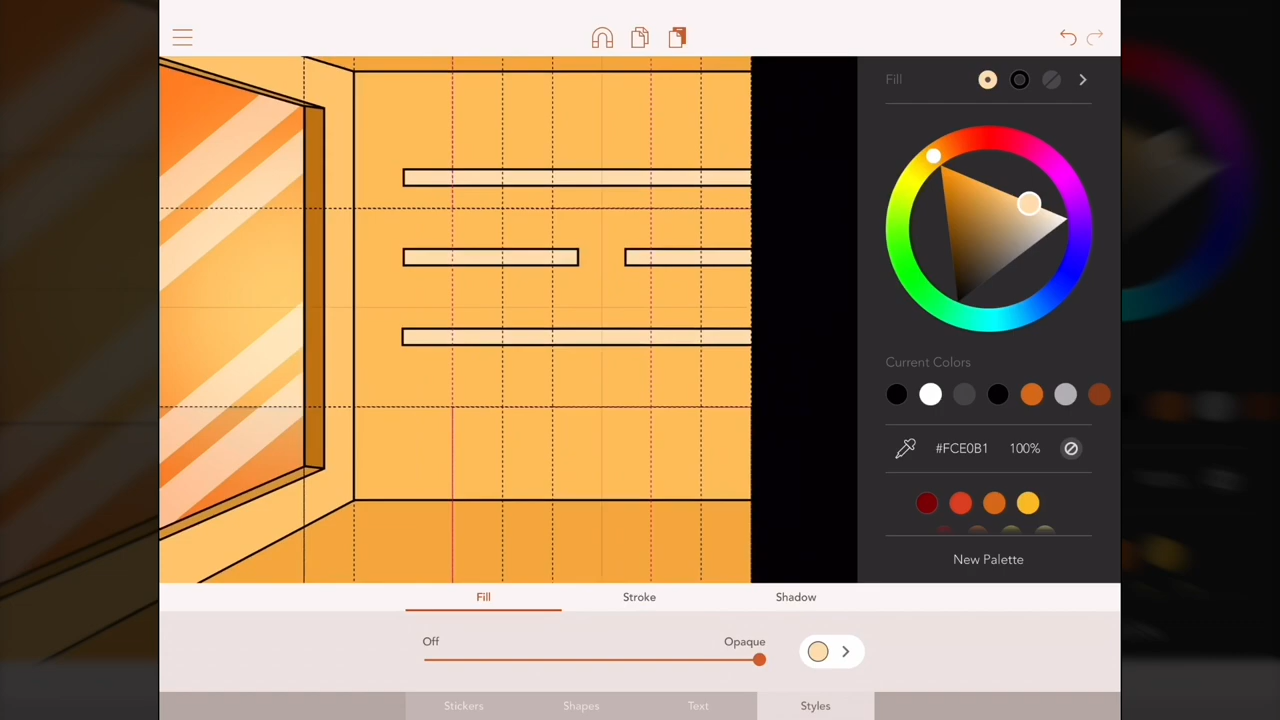 Fill
Current Colors
#FCE0B1 100%
New Palette
Fill Stroke Shadow
Off Opaque
Stickers Shapes Text Styles